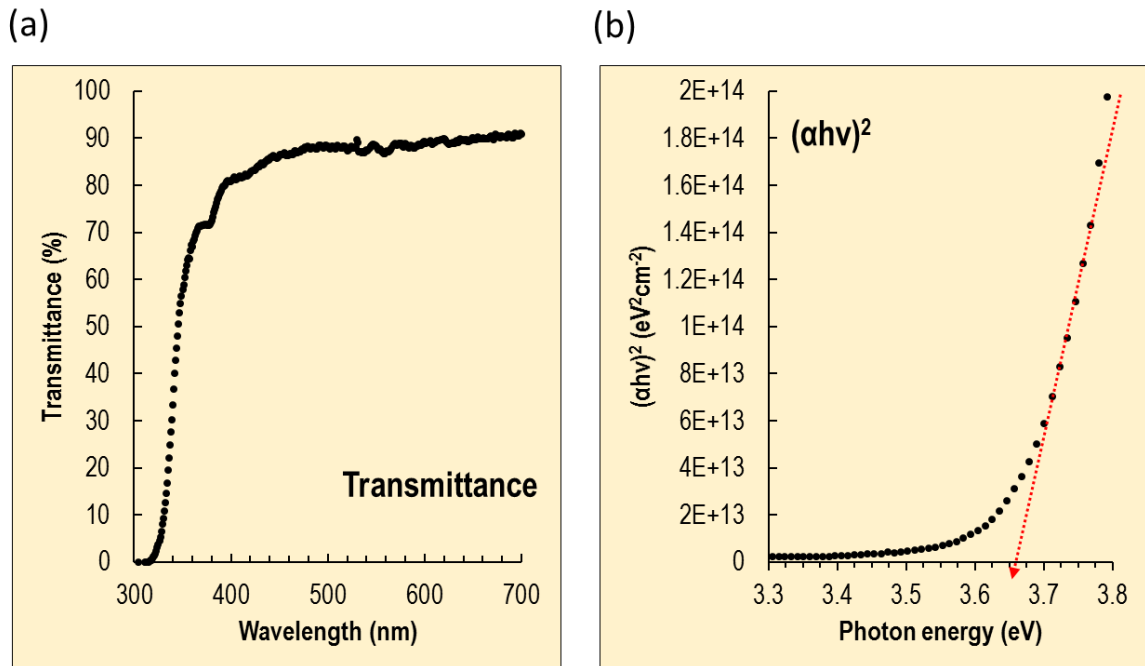 (a)
100
90
80
70
60
50
40
30
20
10
0
Transmittance (%)
Transmittance
300 400 500 600 700
Wavelength (nm)
(b)
2E+14
1.8E+14
1.6E+14
1.4E+14
1.2E+14
1E+14
8E+13
6E+13
4E+13
2E+13
0
(αhv)² (eV²cm⁻²)
(αhv)²
3.3 3.4 3.5 3.6 3.7 3.8
Photon energy (eV)